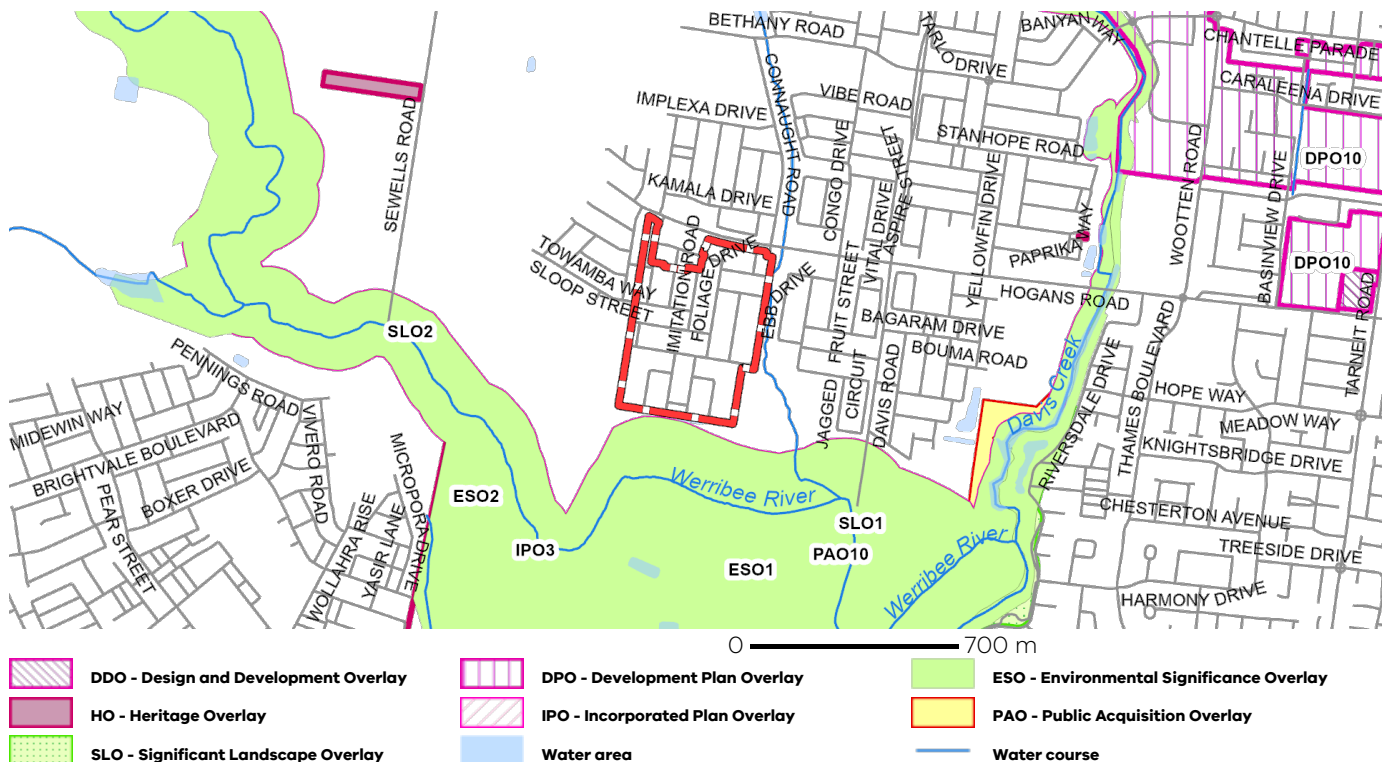 BETHANY ROAD
TARLO DRIVE
BANYAN WAY
CHANTELLE PARADE
CARALEENA DRIVE
CONNAUGHT ROAD
VIBE ROAD
IMPLEXA DRIVE
STANHOPE ROAD
SEWELLS ROAD
CONGO DRIVE
ASPIRE STREET
VITAL DRIVE
YELLOWFIN DRIVE
WOOTTEN ROAD
BASINVIEW DRIVE
DPO10
KAMALA DRIVE
PAPRIKA WAY
TOWAMBA WAY
SLOOP STREET
IMITATION ROAD
FOLIAGE DRIVE
EBB DRIVE
FRUIT STREET
HOGANS ROAD
DPO10
TARNEIT ROAD
SLO2
BAGARAM DRIVE
BOUMA ROAD
JAGGED CIRCUIT
DAVIS ROAD
Davis Creek
RIVERSDALE DRIVE
THAMES BOULEVARD
HOPE WAY
MEADOW WAY
KNIGHTSBRIDGE DRIVE
PENNINGS ROAD
MIDEWIN WAY
BRIGHTVALE BOULEVARD
BOXER DRIVE
PEAR STREET
VIVERO ROAD
MICROPORA DRIVE
WOLLAHRA RISE
YASIR LANE
ESO2
IPO3
Werribee River
SLO1
PAO10
ESO1
Werribee River
CHESTERTON AVENUE
TREESIDE DRIVE
HARMONY DRIVE
0 700 m
DDO - Design and Development Overlay
DPO - Development Plan Overlay
ESO - Environmental Significance Overlay
HO - Heritage Overlay
IPO - Incorporated Plan Overlay
PAO - Public Acquisition Overlay
SLO - Significant Landscape Overlay
Water area
Water course